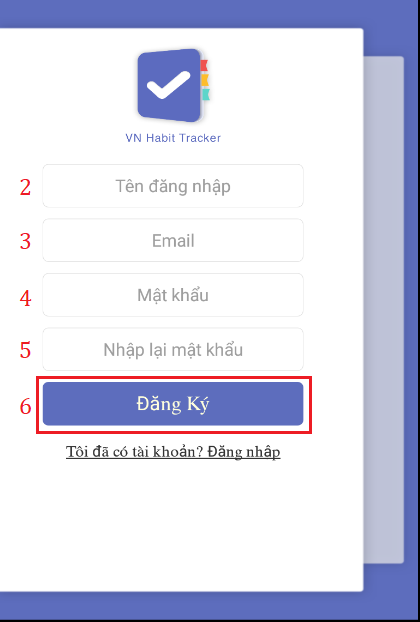 VN Habit Tracker
2 Tên đăng nhập
3 Email
4 Mật khẩu
5 Nhập lại mật khẩu
6 Đăng Ký
Tôi đã có tài khoản? Đăng nhập